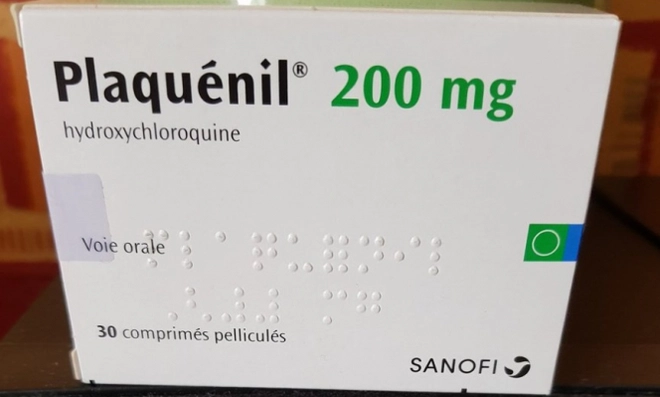 Plaquénil® 200 mg
hydroxychloroquine
Voie orale
30 comprimés pelliculés
SANOFI